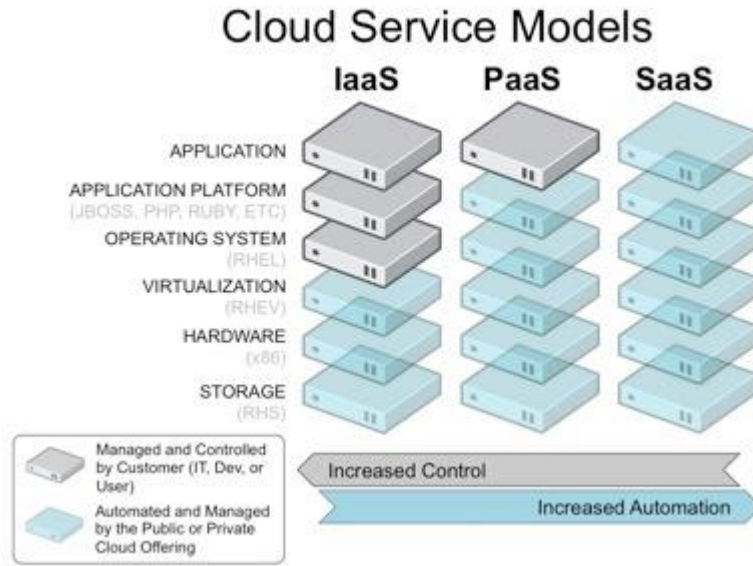 Cloud Service Models
IaaS PaaS SaaS
APPLICATION
APPLICATION PLATFORM
(JBOSS, PHP, RUBY, ETC)
OPERATING SYSTEM
(RHEL)
VIRTUALIZATION
(RHEV)
HARDWARE
(x86)
STORAGE
(RHS)
Managed and Controlled
by Customer (IT, Dev, or
User)
Automated and Managed
by the Public or Private
Cloud Offering
Increased Control
Increased Automation